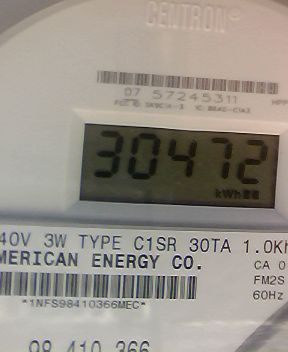 CENTRON
07 57245311
30472
kWh
40V 3W TYPE C1SR 30TA 1.0Kh
MERICAN ENERGY CO.
CA 0
FM2S
60Hz
*1NFS98410366MEC*
98 410 366